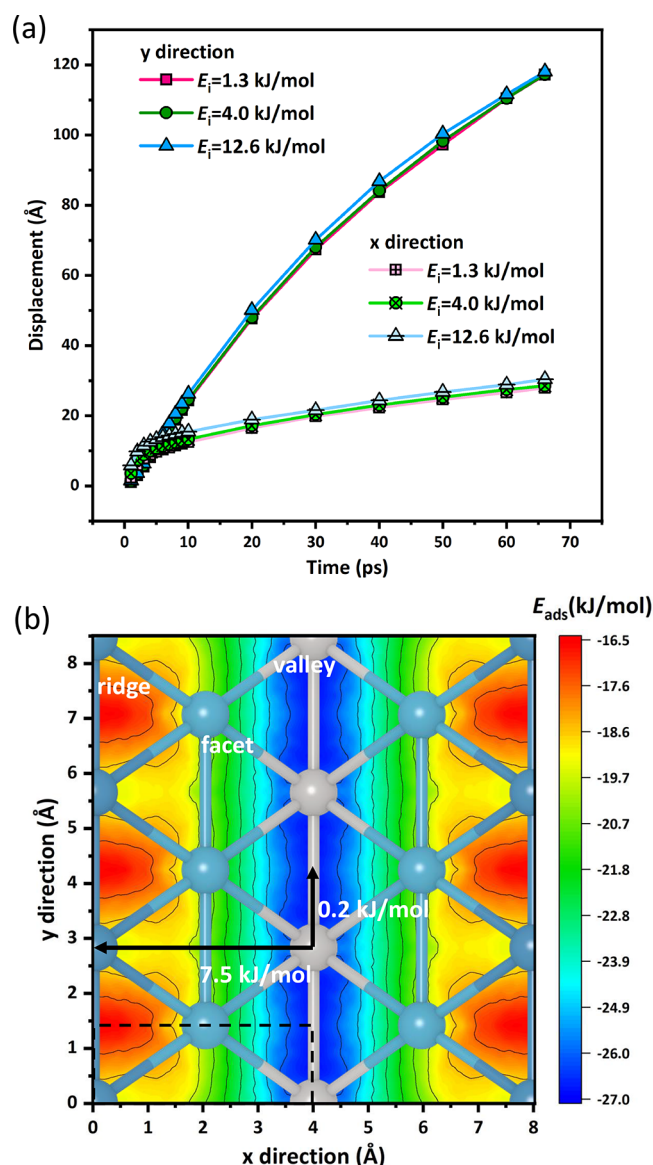 (a)
y direction
Ei=1.3 kJ/mol
Ei=4.0 kJ/mol
Ei=12.6 kJ/mol
x direction
Ei=1.3 kJ/mol
Ei=4.0 kJ/mol
Ei=12.6 kJ/mol
Displacement (Å)
120
100
80
60
40
20
0
0 10 20 30 40 50 60 70
Time (ps)
(b)
Eads(kJ/mol)
valley
ridge
facet
0.2 kJ/mol
7.5 kJ/mol
y direction (Å)
8
7
6
5
4
3
2
1
0
0 1 2 3 4 5 6 7 8
x direction (Å)
-16.5
-17.6
-18.6
-19.7
-20.7
-21.8
-22.8
-23.9
-24.9
-26.0
-27.0